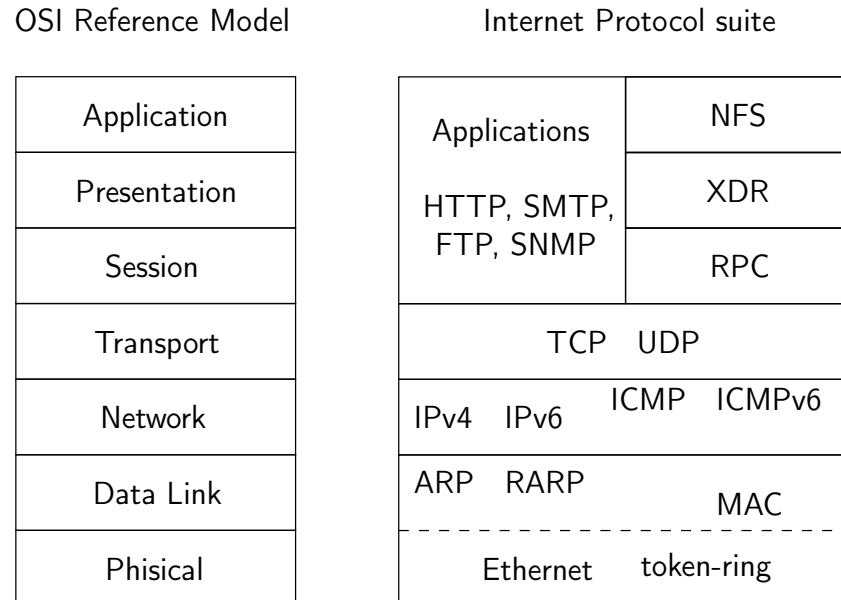 OSI Reference Model
Application
Presentation
Session
Transport
Network
Data Link
Phisical
Internet Protocol suite
Applications
HTTP, SMTP,
FTP, SNMP
NFS
XDR
RPC
TCP UDP
IPv4 IPv6 ICMP ICMPv6
ARP RARP
MAC
Ethernet token-ring